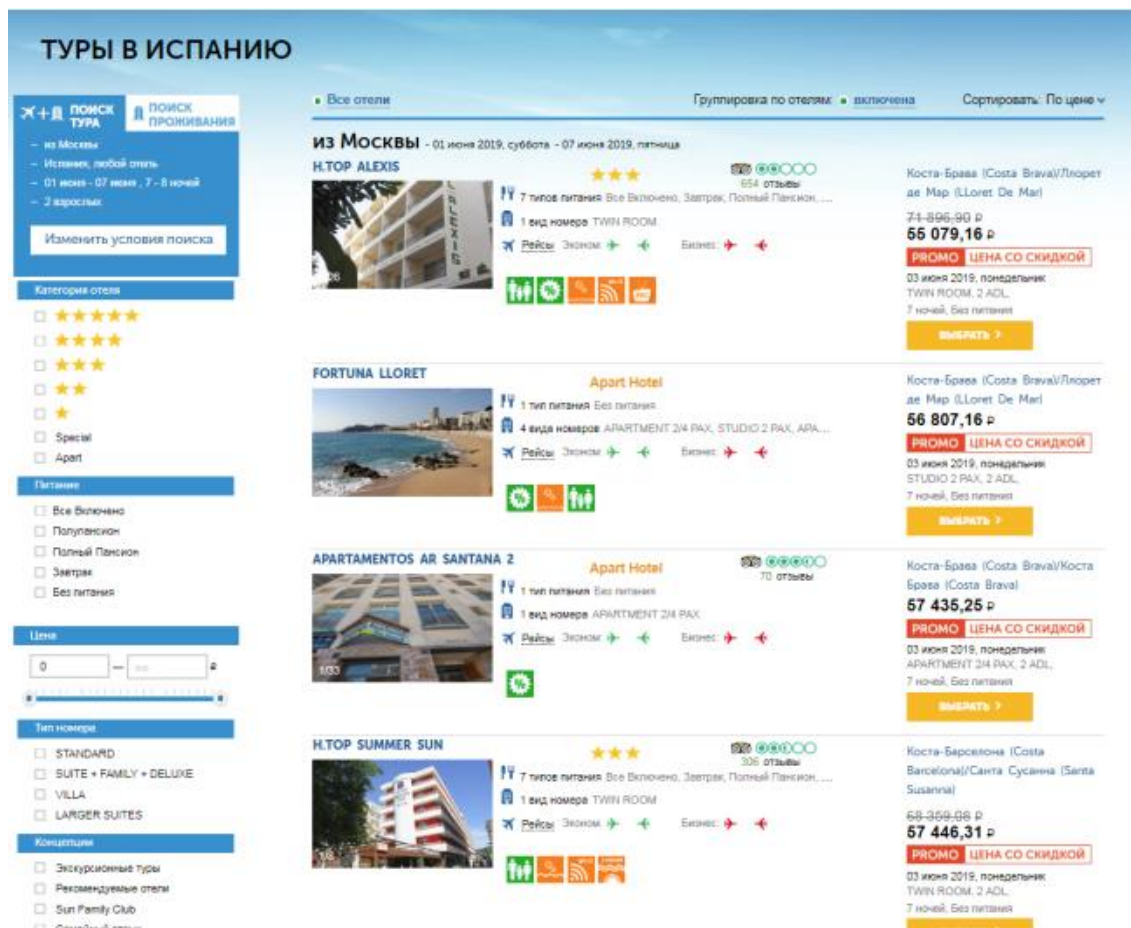 ТУРЫ В ИСПАНИЮ
ПОИСК
ТУРА
ПОИСК
ПРОЖИВАНИЯ
– из Москвы
– Испания, любой отель
– 01 июня - 07 июня , 7 - 8 ночей
– 2 взрослых
Изменить условия поиска
Категория отеля
Special
Apart
Питание
Все Включено
Полупансион
Полный Пансион
Завтрак
Без питания
Цена
0 —
₽
Тип номера
STANDARD
SUITE + FAMILY + DELUXE
VILLA
LARGER SUITES
Концепции
Экскурсионные туры
Рекомендуемые отели
Sun Family Club
Все отели
Группировка по отелям: включена
Сортировать: По цене
из Москвы - 01 июня 2019, суббота - 07 июня 2019, пятница
H.TOP ALEXIS
654 отзывы
7 типов питания Все Включено, Завтрак, Полный Пансион, ...
1 вид номера TWIN ROOM
Рейсы Эконом: Бизнес:
Коста-Брава (Costa Brava)/Ллорет
де Мар (LLoret De Mar)
71 896,90 ₽
55 079,16 ₽
PROMO ЦЕНА СО СКИДКОЙ
03 июня 2019, понедельник
TWIN ROOM, 2 ADL,
7 ночей, Без питания
ВЫБРАТЬ >
FORTUNA LLORET
Apart Hotel
1 тип питания Без питания
4 вида номеров APARTMENT 2/4 PAX, STUDIO 2 PAX, APA...
Рейсы Эконом: Бизнес:
Коста-Брава (Costa Brava)/Ллорет
де Мар (LLoret De Mar)
56 807,16 ₽
PROMO ЦЕНА СО СКИДКОЙ
03 июня 2019, понедельник
STUDIO 2 PAX, 2 ADL,
7 ночей, Без питания
ВЫБРАТЬ >
APARTAMENTOS AR SANTANA 2
Apart Hotel
70 отзывы
1 тип питания Без питания
1 вид номера APARTMENT 2/4 PAX
Рейсы Эконом: Бизнес:
1/33
Коста-Брава (Costa Brava)/Коста
Брава (Costa Brava)
57 435,25 ₽
PROMO ЦЕНА СО СКИДКОЙ
03 июня 2019, понедельник
APARTMENT 2/4 PAX, 2 ADL,
7 ночей, Без питания
ВЫБРАТЬ >
H.TOP SUMMER SUN
306 отзывы
7 типов питания Все Включено, Завтрак, Полный Пансион, ...
1 вид номера TWIN ROOM
Рейсы Эконом: Бизнес:
Коста-Барселона (Costa
Barcelona)/Санта Сусанна (Santa
Susanna)
68 359,08 ₽
57 446,31 ₽
PROMO ЦЕНА СО СКИДКОЙ
03 июня 2019, понедельник
TWIN ROOM, 2 ADL,
7 ночей, Без питания